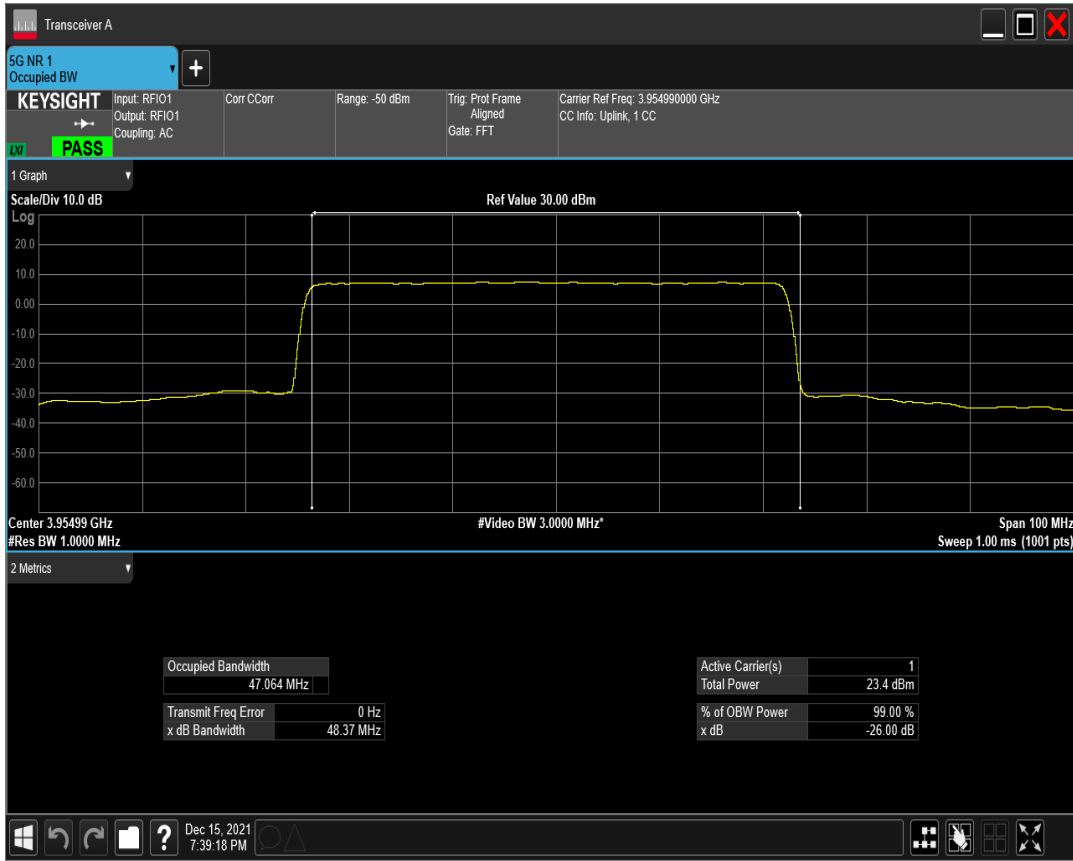 Transceiver A
5G NR 1
Occupied BW
KEYSIGHT
LXI
PASS
Input: RFIO1
Output: RFIO1
Coupling: AC
Corr CCorr
Range: -50 dBm
Trig: Prot Frame
Aligned
Gate: FFT
Carrier Ref Freq: 3.954990000 GHz
CC Info: Uplink, 1 CC
1 Graph
Scale/Div 10.0 dB
Ref Value 30.00 dBm
Log
20.0
10.0
0.00
-10.0
-20.0
-30.0
-40.0
-50.0
-60.0
Center 3.95499 GHz
#Video BW 3.0000 MHz*
Span 100 MHz
#Res BW 1.0000 MHz
Sweep 1.00 ms (1001 pts)
2 Metrics
Occupied Bandwidth
47.064 MHz
Transmit Freq Error 0 Hz
x dB Bandwidth 48.37 MHz
Active Carrier(s) 1
Total Power 23.4 dBm
% of OBW Power 99.00 %
x dB -26.00 dB
?
Dec 15, 2021
7:39:18 PM